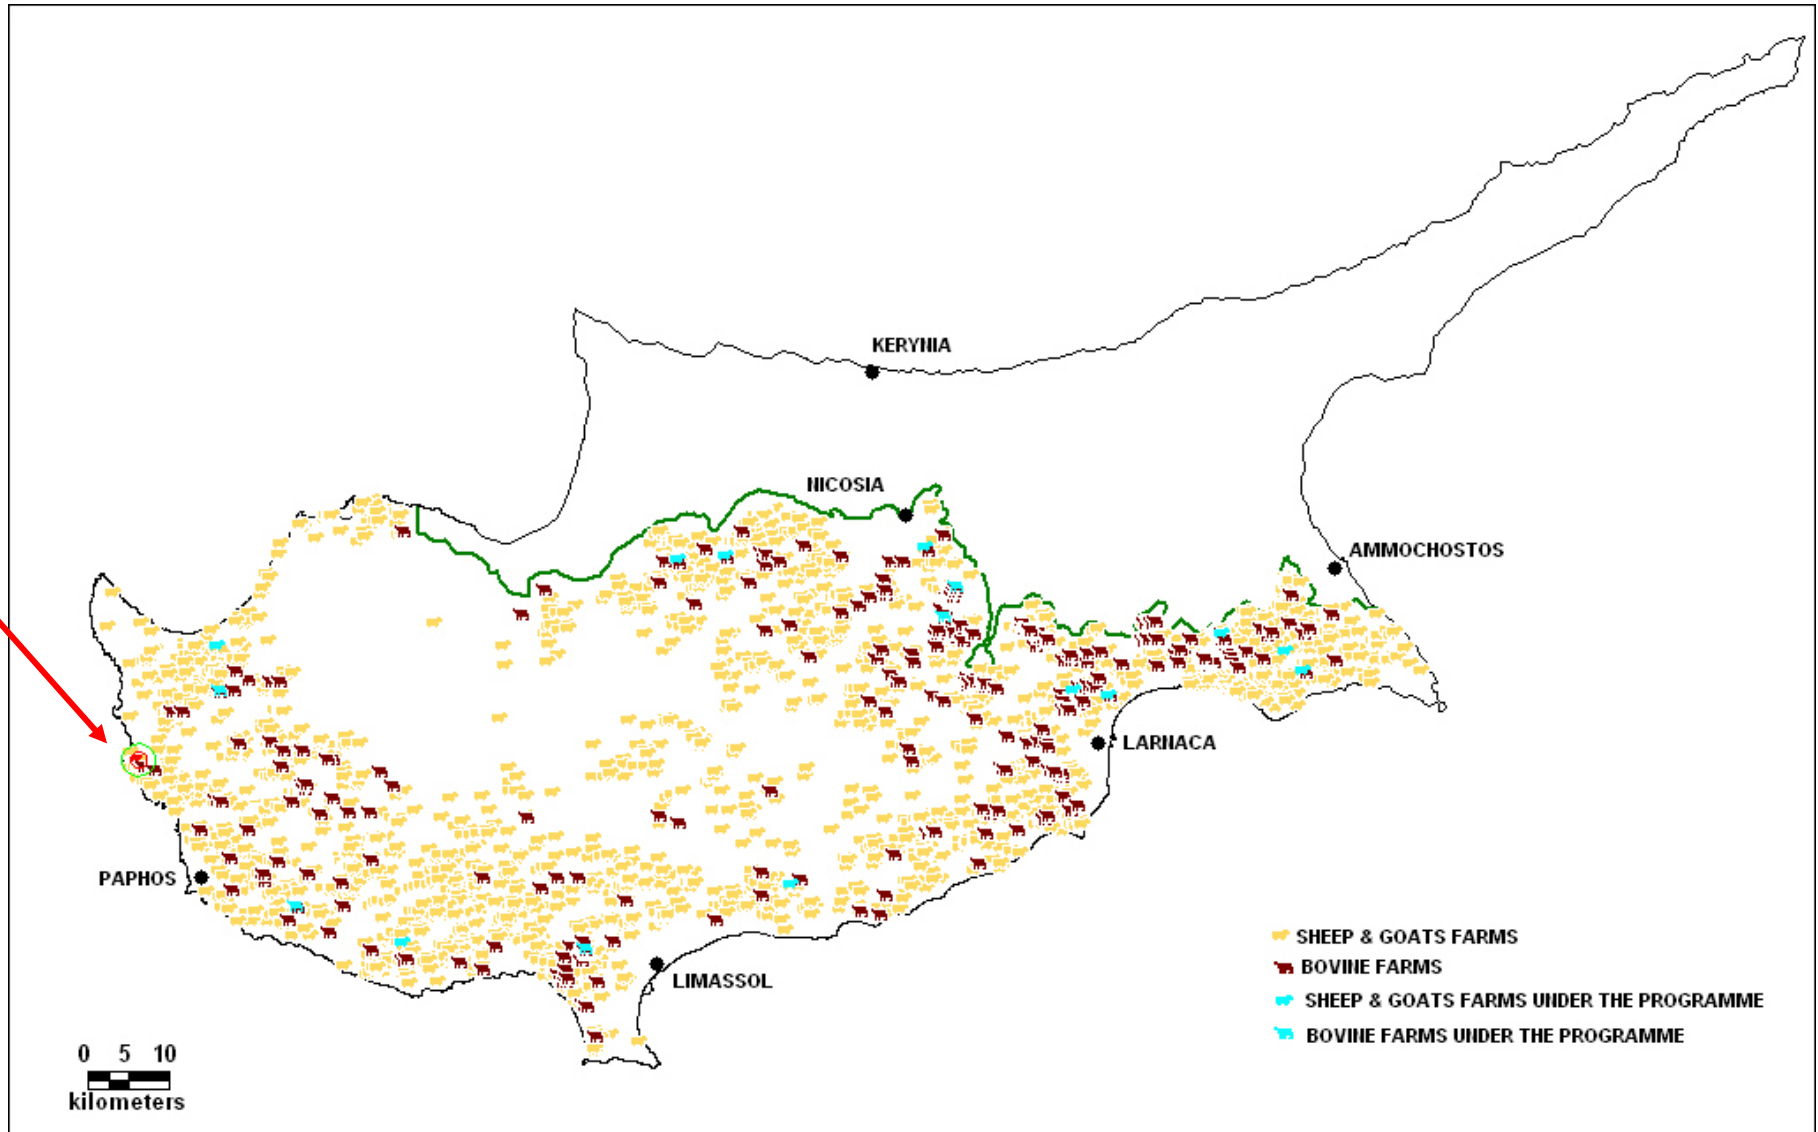 KERYNIA
NICOSIA
AMMOCHOSTOS
LARNACA
PAPHOS
LIMASSOL
SHEEP & GOATS FARMS
BOVINE FARMS
SHEEP & GOATS FARMS UNDER THE PROGRAMME
BOVINE FARMS UNDER THE PROGRAMME
0 5 10
kilometers